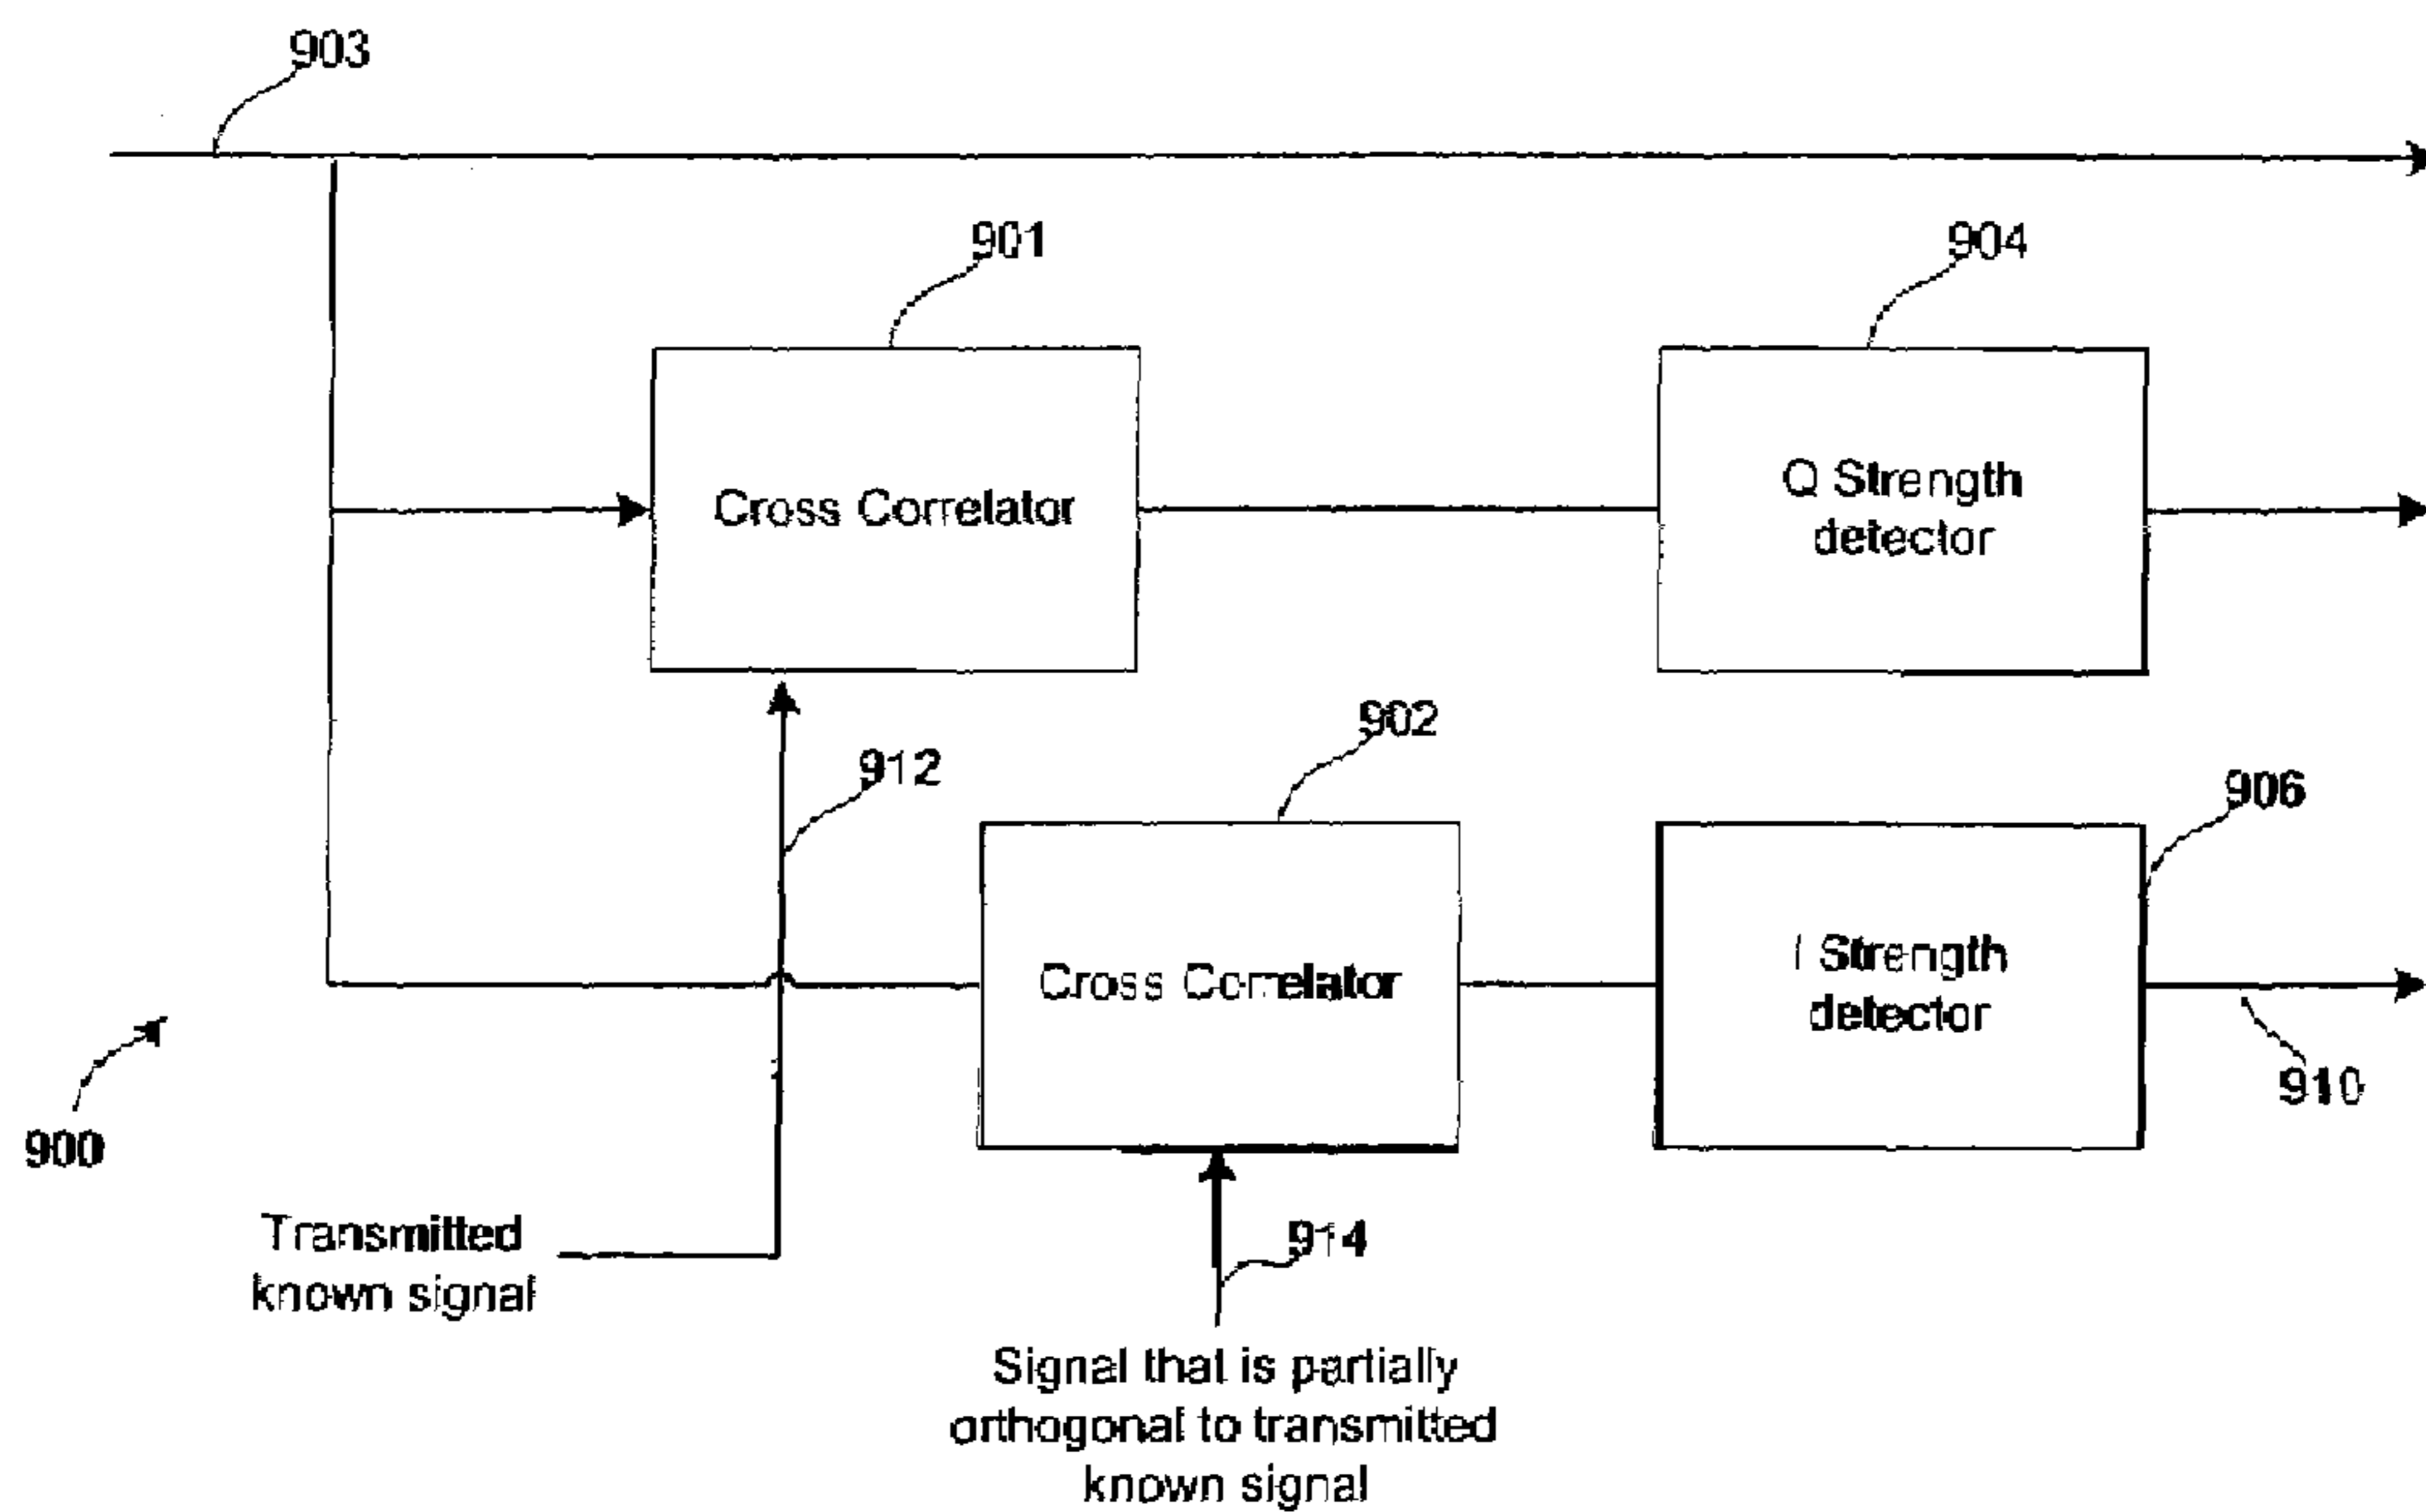 903
901
904
Cross Correlator
Q Strength
detector
902
912
906
Cross Correlator
I Strength
detector
910
900
Transmitted
known signal
914
Signal that is partially
orthogonal to transmitted
known signal